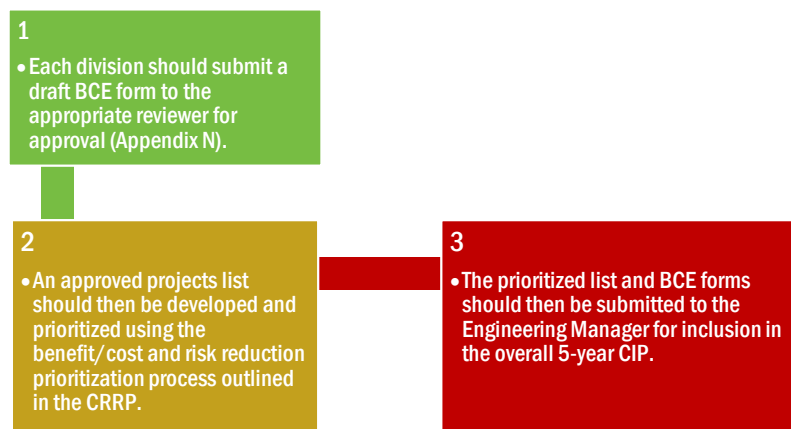 1
•Each division should submit a
draft BCE form to the
appropriate reviewer for
approval (Appendix N).
2
•An approved projects list
should then be developed and
prioritized using the
benefit/cost and risk reduction
prioritization process outlined
in the CRRP.
3
•The prioritized list and BCE forms
should then be submitted to the
Engineering Manager for inclusion in
the overall 5-year CIP.